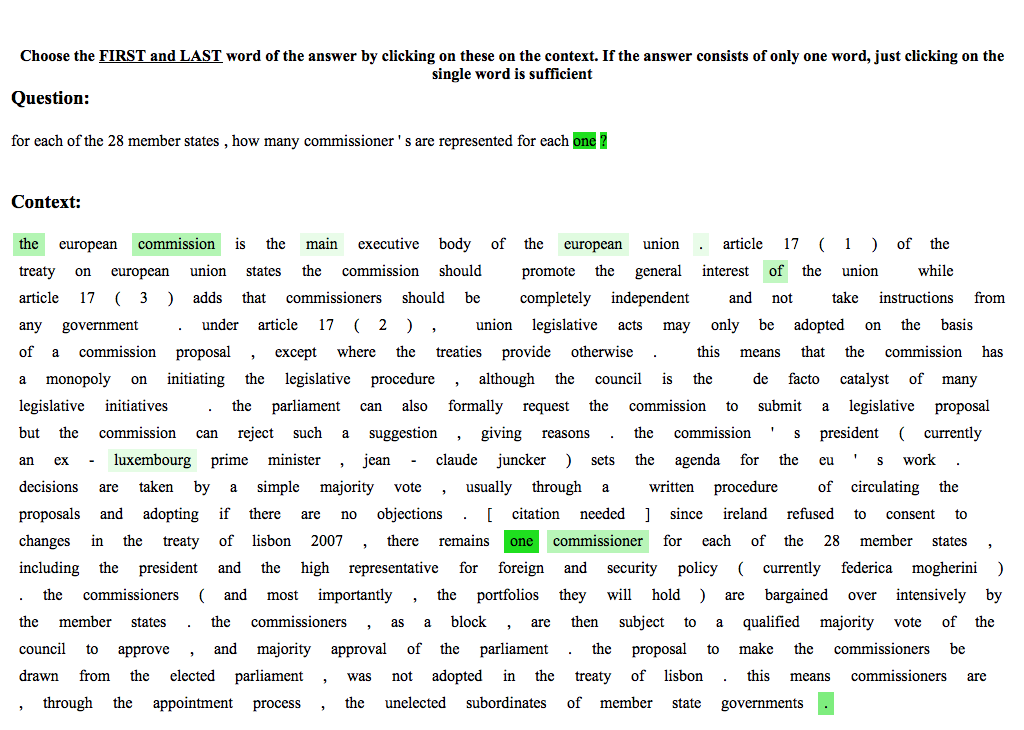 Choose the FIRST and LAST word of the answer by clicking on these on the context. If the answer consists of only one word, just clicking on the
single word is sufficient
Question:
for each of the 28 member states , how many commissioner ' s are represented for each one ?
Context:
the european commission is the main executive body of the european union . article 17 ( 1 ) of the
treaty on european union states the commission should promote the general interest of the union while
article 17 ( 3 ) adds that commissioners should be completely independent and not take instructions from
any government . under article 17 ( 2 ) , union legislative acts may only be adopted on the basis
of a commission proposal , except where the treaties provide otherwise . this means that the commission has
a monopoly on initiating the legislative procedure , although the council is the de facto catalyst of many
legislative initiatives . the parliament can also formally request the commission to submit a legislative proposal
but the commission can reject such a suggestion , giving reasons . the commission ' s president ( currently
an ex - luxembourg prime minister , jean - claude juncker ) sets the agenda for the eu ' s work .
decisions are taken by a simple majority vote , usually through a written procedure of circulating the
proposals and adopting if there are no objections . [ citation needed ] since ireland refused to consent to
changes in the treaty of lisbon 2007 , there remains one commissioner for each of the 28 member states ,
including the president and the high representative for foreign and security policy ( currently federica mogherini )
. the commissioners ( and most importantly , the portfolios they will hold ) are bargained over intensively by
the member states . the commissioners , as a block , are then subject to a qualified majority vote of the
council to approve , and majority approval of the parliament . the proposal to make the commissioners be
drawn from the elected parliament , was not adopted in the treaty of lisbon . this means commissioners are
, through the appointment process , the unelected subordinates of member state governments .